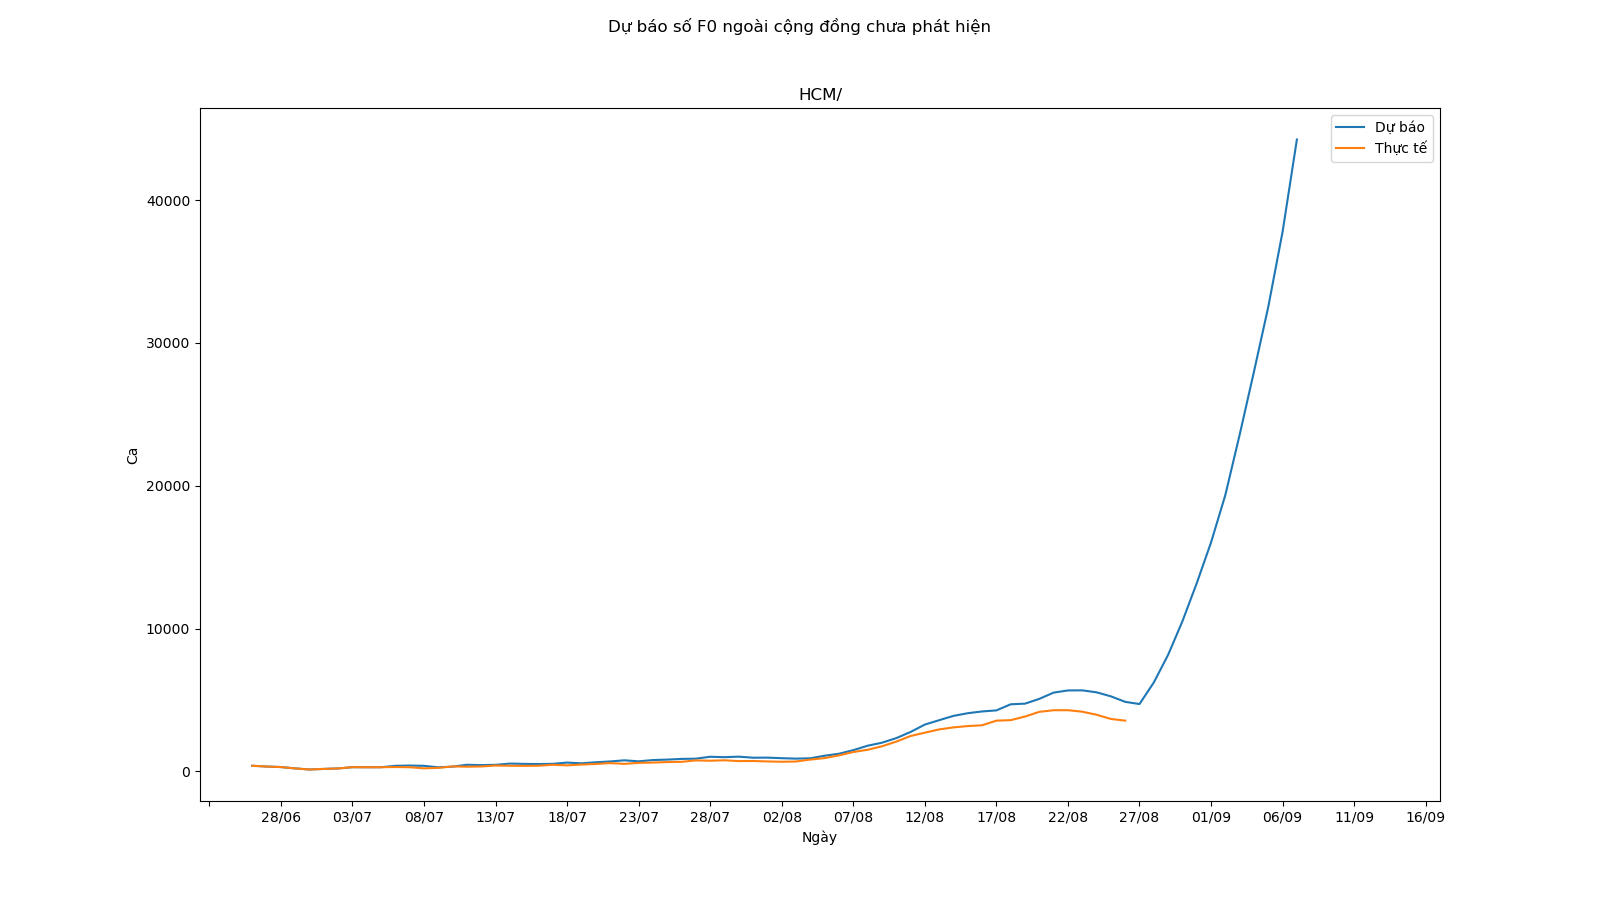 Dự báo số F0 ngoài cộng đồng chưa phát hiện
HCM/
Dự báo
Thực tế
40000
30000
20000
10000
0
Ca
28/06 03/07 08/07 13/07 18/07 23/07 28/07 02/08 07/08 12/08 17/08 22/08 27/08 01/09 06/09 11/09 16/09
Ngày